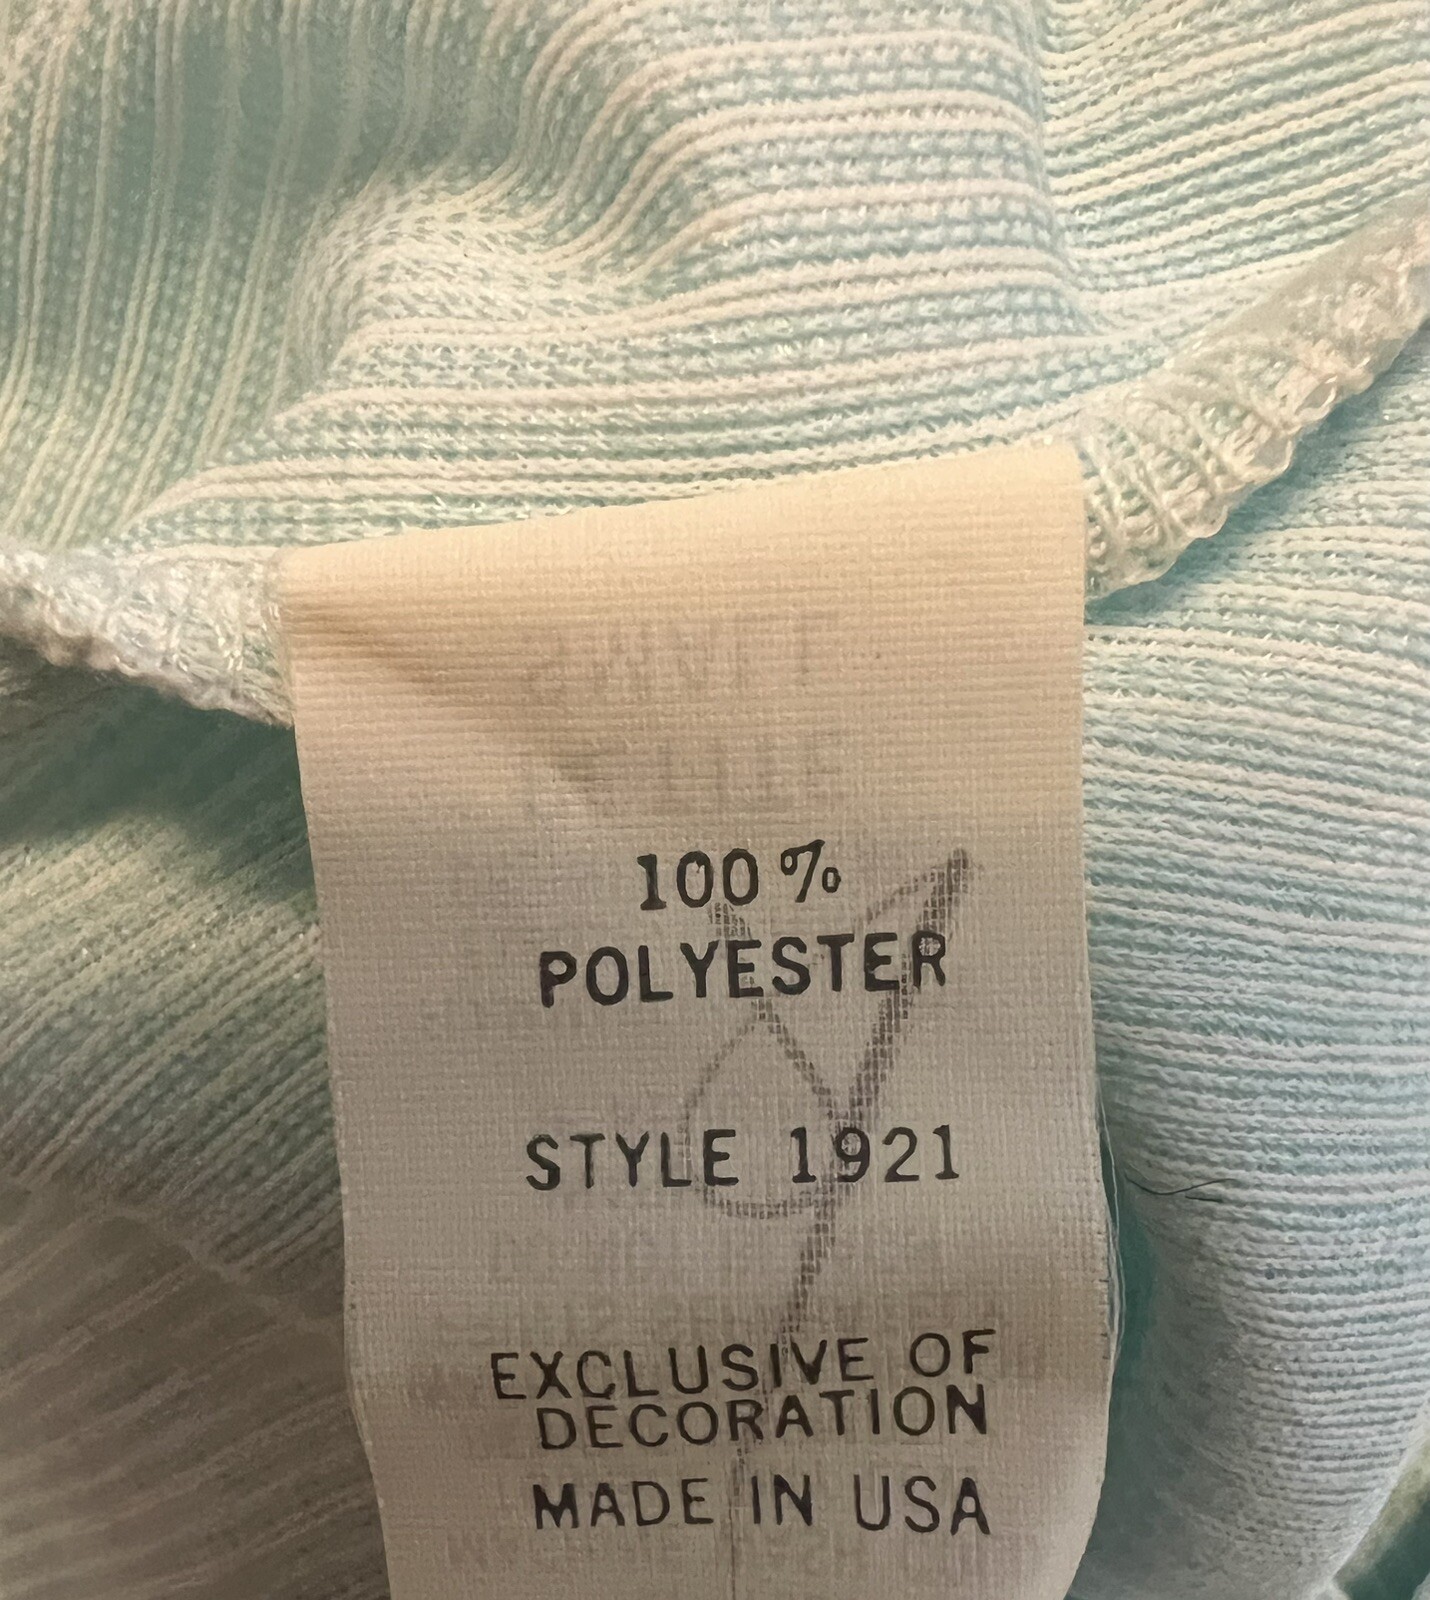 100%
POLYESTER
STYLE 1921
EXCLUSIVE OF
DECORATION
MADE IN USA